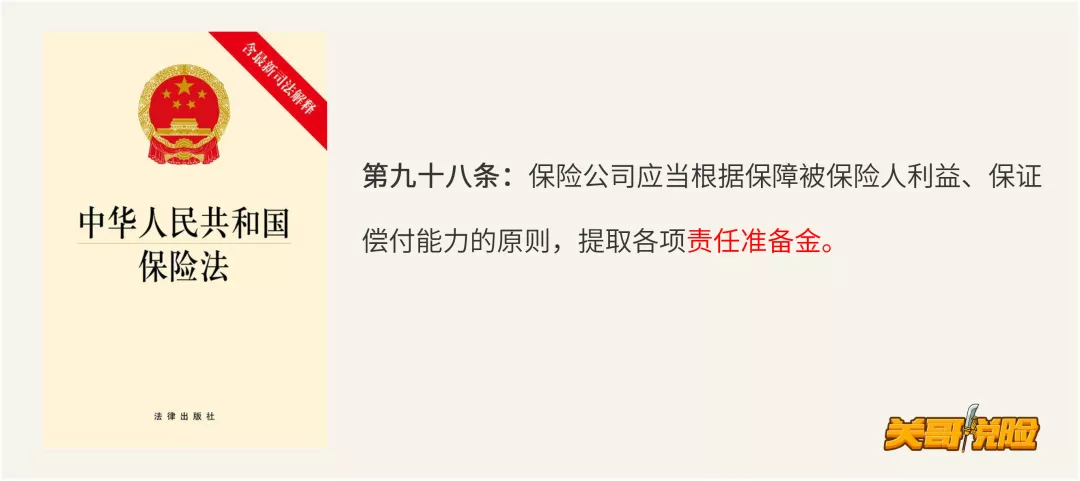 含最新司法解释
中华人民共和国
保险法
法律出版社
第九十八条：保险公司应当根据保障被保险人利益、保证
偿付能力的原则，提取各项责任准备金。
关哥说险